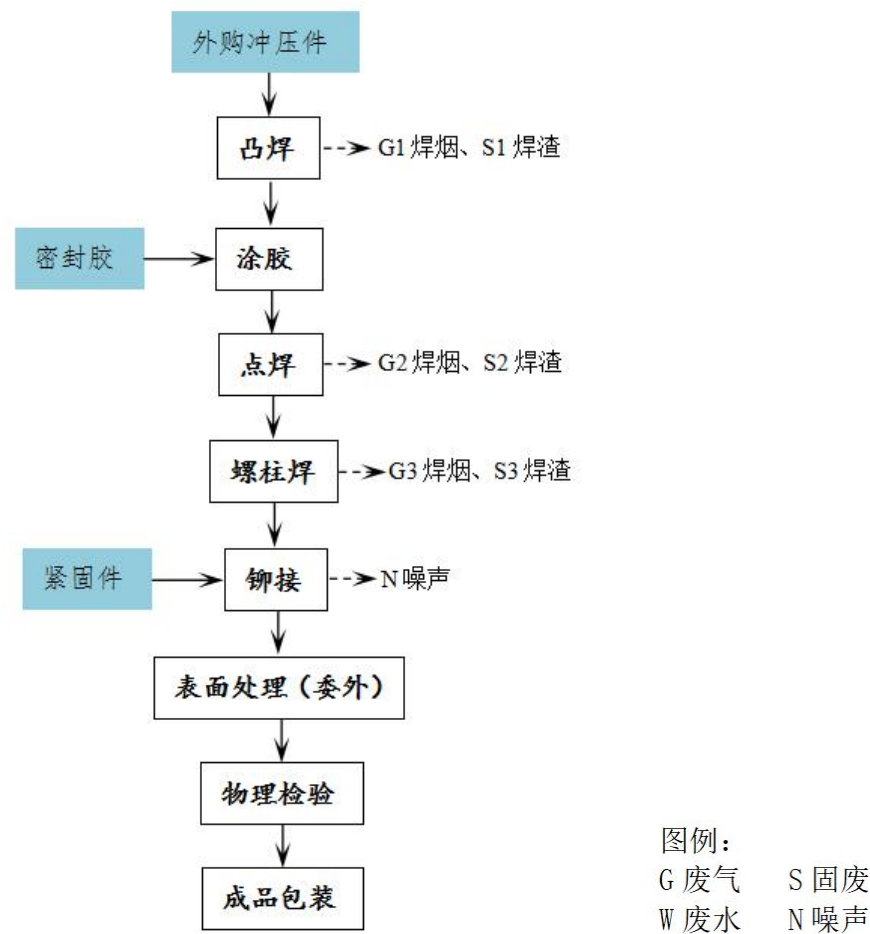 外购冲压件
凸焊
G1 焊烟、S1 焊渣
密封胶
涂胶
点焊
G2 焊烟、S2 焊渣
螺柱焊
G3 焊烟、S3 焊渣
紧固件
铆接
N 噪声
表面处理（委外）
物理检验
成品包装
图例：
G 废气 S 固废
W 废水 N 噪声